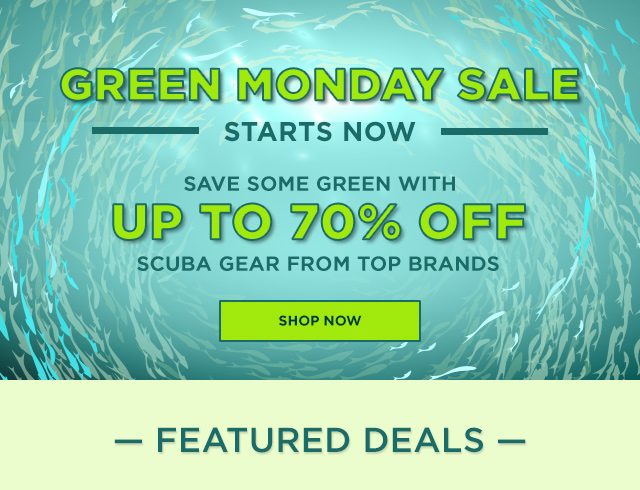 GREEN MONDAY SALE
STARTS NOW
SAVE SOME GREEN WITH
UP TO 70% OFF
SCUBA GEAR FROM TOP BRANDS
SHOP NOW
— FEATURED DEALS —